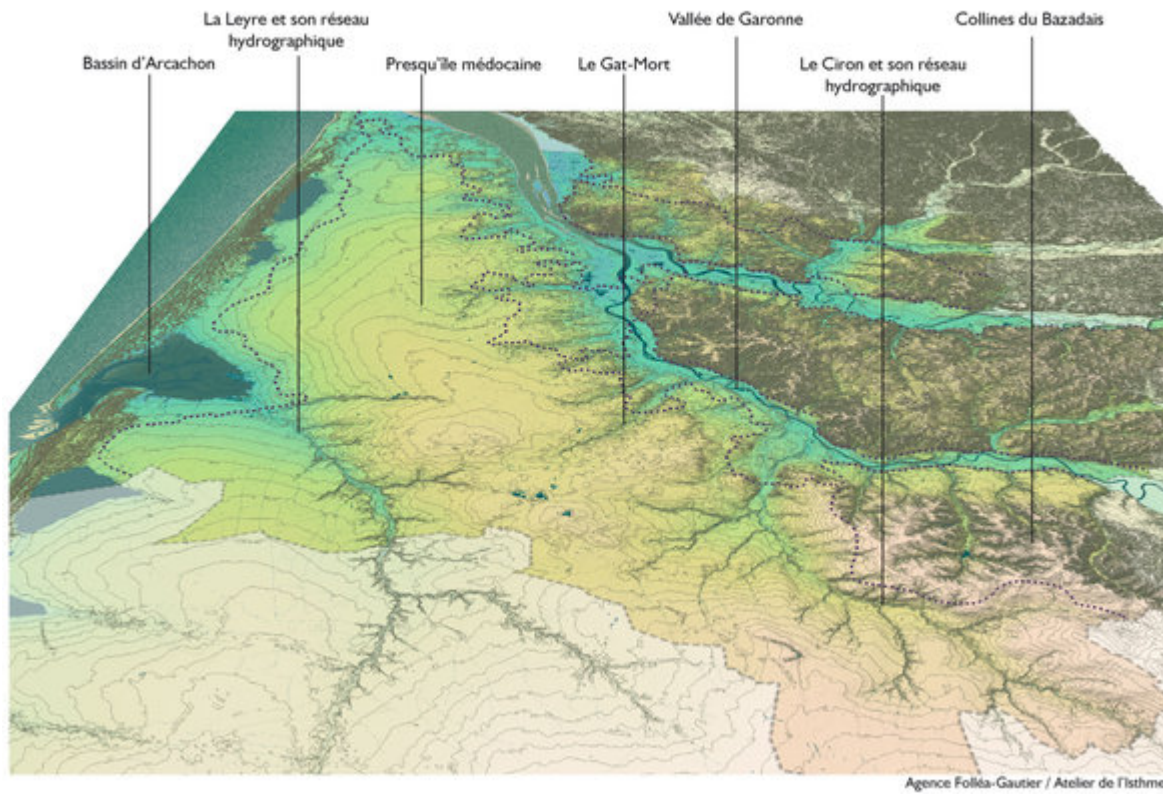 La Leyre et son réseau
hydrographique
Vallée de Garonne
Collines du Bazadais
Bassin d'Arcachon
Presqu'île médocaine
Le Gat-Mort
Le Ciron et son réseau
hydrographique
Agence Folléa-Gautier / Atelier de l'Isthme